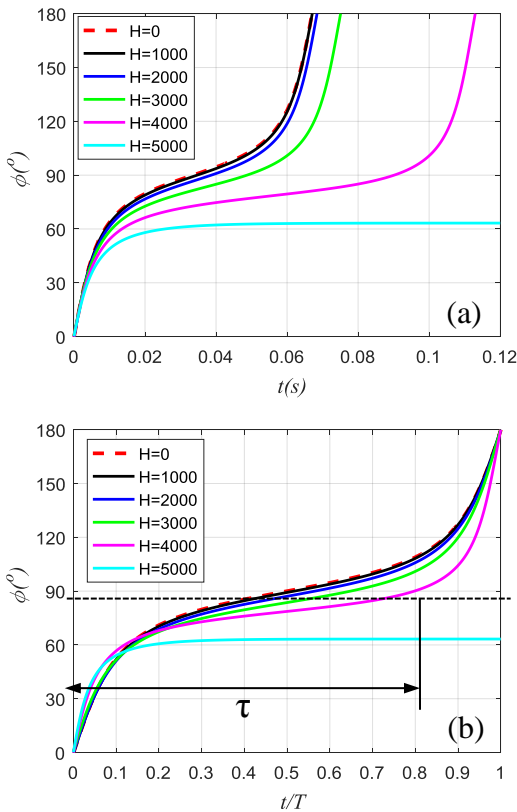 180
150
120
90
60
30
0
ϕ(°)
H=0
H=1000
H=2000
H=3000
H=4000
H=5000
(a)
0 0.02 0.04 0.06 0.08 0.1 0.12
t(s)
180
150
120
90
60
30
0
ϕ(°)
H=0
H=1000
H=2000
H=3000
H=4000
H=5000
τ
(b)
0 0.1 0.2 0.3 0.4 0.5 0.6 0.7 0.8 0.9 1
t/T